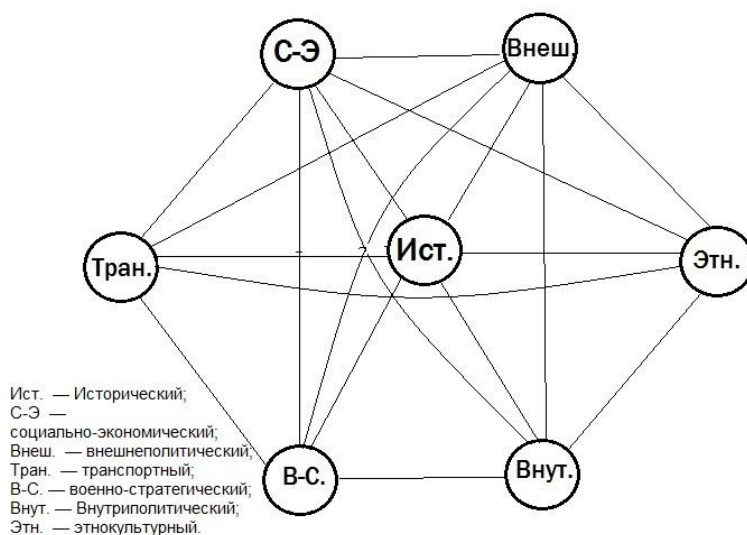 С-Э
Внеш.
Ист.
Тран.
Этн.
В-С.
Внут.
Ист. — Исторический;
С-Э —
социально-экономический;
Внеш. — внешнеполитический;
Тран. — транспортный;
В-С. — военно-стратегический;
Внут. — Внутриполитический;
Этн. — этнокультурный.